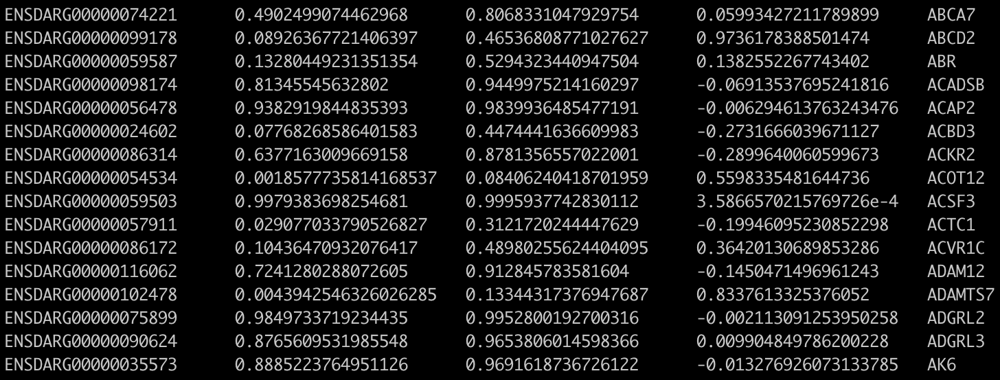 ENSDARG00000074221 0.4902499074462968 0.8068331047929754 0.05993427211789899 ABCA7
ENSDARG00000099178 0.08926367721406397 0.46536808771027627 0.9736178388501474 ABCD2
ENSDARG00000059587 0.13280449231351354 0.5294323440947504 0.1382552267743402 ABR
ENSDARG00000098174 0.81345545632802 0.9449975214160297 -0.06913537695241816 ACADSB
ENSDARG00000056478 0.9382919844835393 0.9839936485477191 -0.006294613763243476 ACAP2
ENSDARG00000024602 0.07768268586401583 0.4474441636609983 -0.2731666039671127 ACBD3
ENSDARG00000086314 0.6377163009669158 0.8781356557022001 -0.2899640060599673 ACKR2
ENSDARG00000054534 0.0018577735814168537 0.08406240418701959 0.5598335481644736 ACOT12
ENSDARG00000059503 0.9979383698254681 0.9995937742830112 3.5866570215769726e-4 ACSF3
ENSDARG00000057911 0.029077033790526827 0.3121720244447629 -0.19946095230852298 ACTC1
ENSDARG00000086172 0.10436470932076417 0.48980255624404095 0.36420130689853286 ACVR1C
ENSDARG00000116062 0.7241280288072605 0.912845783581604 -0.1450471496961243 ADAM12
ENSDARG00000102478 0.0043942546326026285 0.13344317376947687 0.8337613325376052 ADAMTS7
ENSDARG00000075899 0.9849733719234435 0.9952800192700316 -0.002113091253950258 ADGRL2
ENSDARG00000090624 0.8765609531985548 0.9653806014598366 0.009904849786200228 ADGRL3
ENSDARG00000035573 0.8885223764951126 0.9691618736726122 -0.013276926073133785 AK6